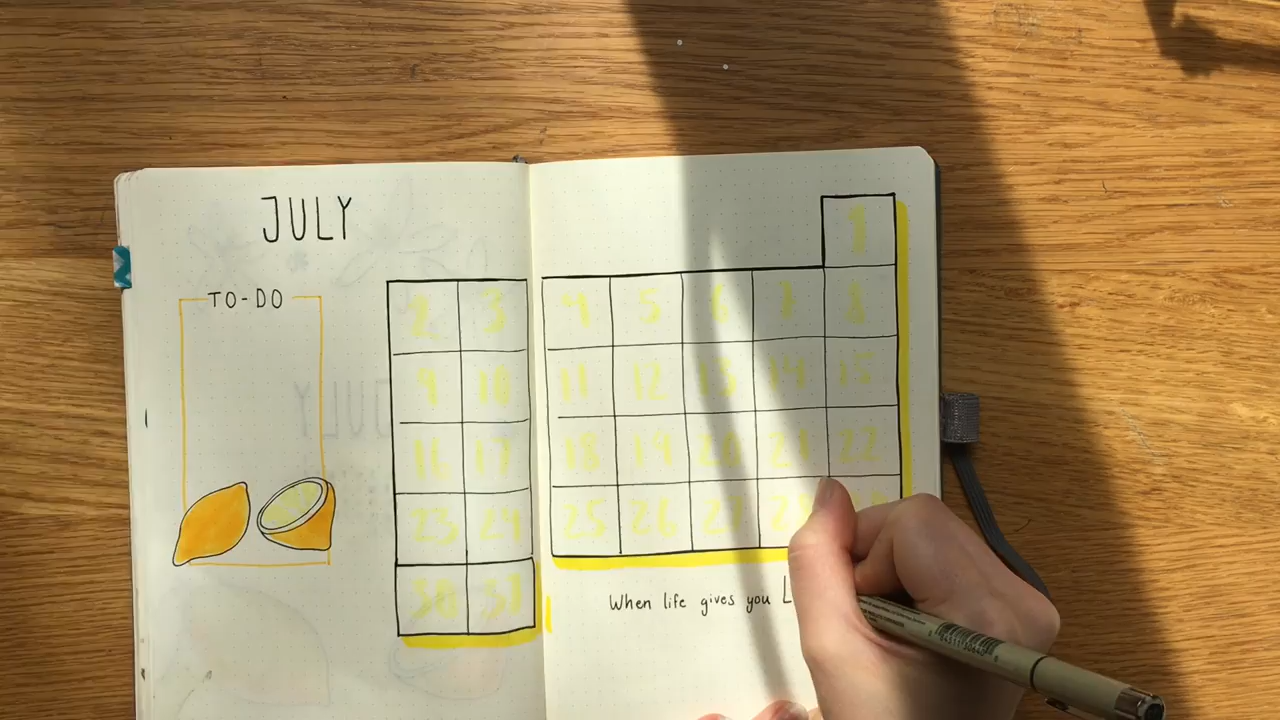 JULY
TO-DO
1
2 3 4 5 6 7 8
9 10 11 12 13 14 15
16 17 18 19 20 21 22
23 24 25 26 27
30 31
When life gives you L